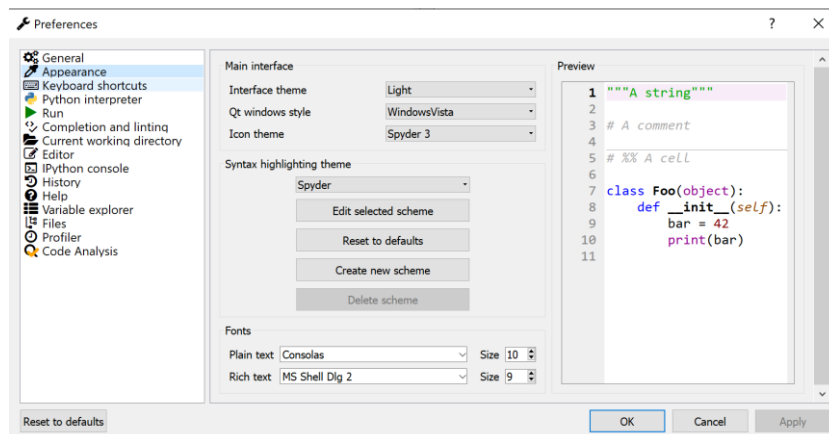 Preferences
?
General
Appearance
Keyboard shortcuts
Python interpreter
Run
Completion and linting
Current working directory
Editor
IPython console
History
Help
Variable explorer
Files
Profiler
Code Analysis
Main interface
Interface theme Light
Qt windows style WindowsVista
Icon theme Spyder 3
Syntax highlighting theme
Spyder
Edit selected scheme
Reset to defaults
Create new scheme
Delete scheme
Fonts
Plain text Consolas Size 10
Rich text MS Shell Dlg 2 Size 9
Preview
1 """A string"""
2
3 # A comment
4
5 # %% A cell
6
7 class Foo(object):
8     def __init__(self):
9         bar = 42
10         print(bar)
11
Reset to defaults
OK Cancel Apply